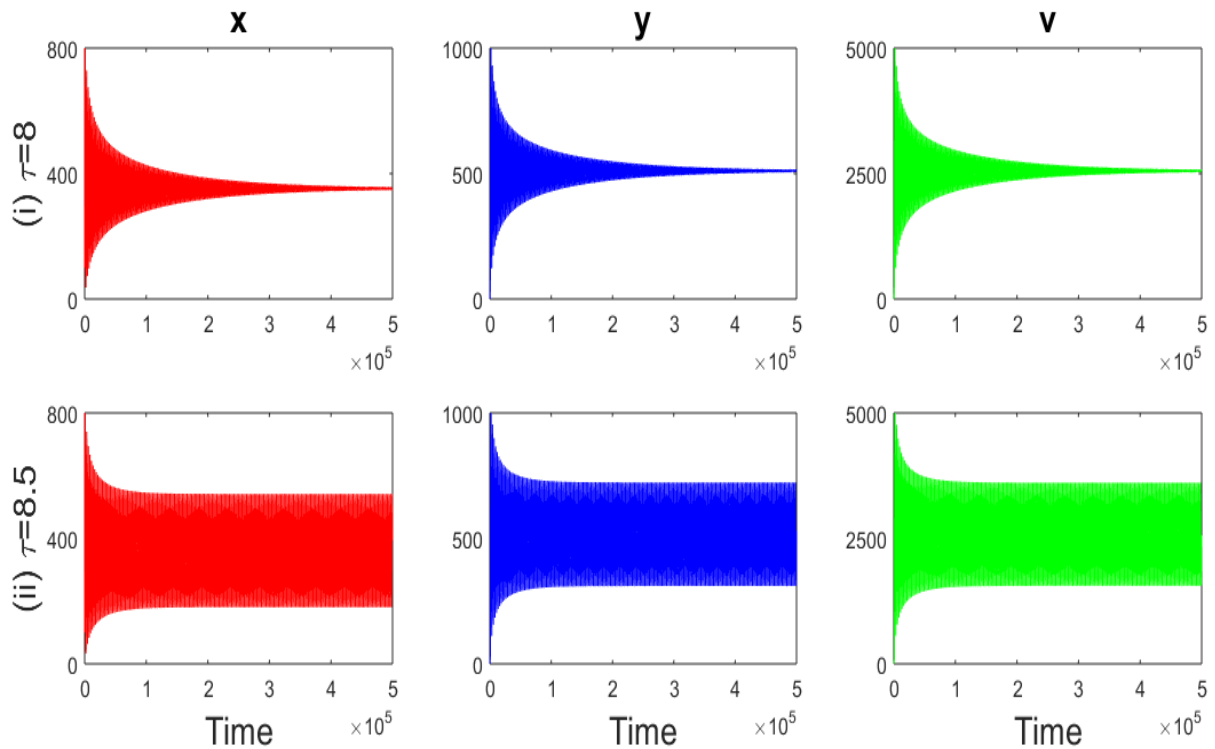 x y v
(i) τ=8
800 1000 5000
400 500 2500
0 0 0
0 1 2 3 4 5 0 1 2 3 4 5 0 1 2 3 4 5
×10⁵ ×10⁵ ×10⁵
(ii) τ=8.5
800 1000 5000
400 500 2500
0 0 0
0 1 2 3 4 5 0 1 2 3 4 5 0 1 2 3 4 5
Time ×10⁵ Time ×10⁵ Time ×10⁵